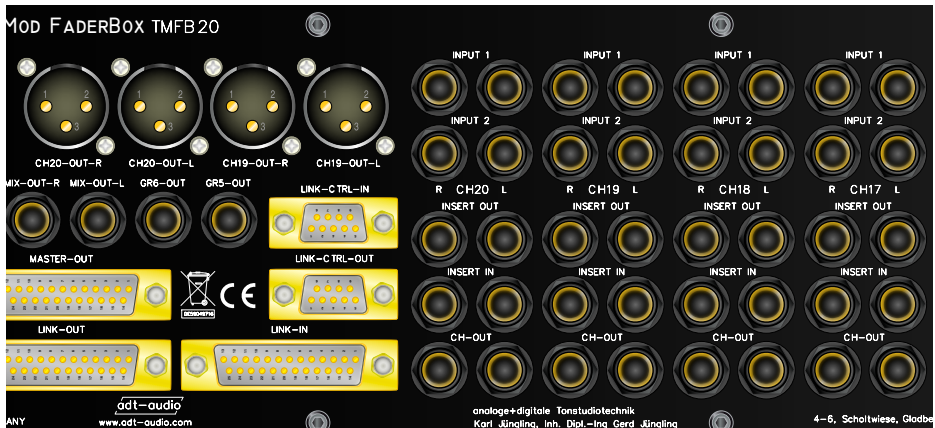 MOD FADERBOX TMFB20
INPUT 1 INPUT 1 INPUT 1 INPUT 1
1 2 3 1 2 3 1 2 3 1 2 3
INPUT 2 INPUT 2 INPUT 2 INPUT 2
CH20-OUT-R CH20-OUT-L CH19-OUT-R CH19-OUT-L
MIX-OUT-R MIX-OUT-L GR6-OUT GR5-OUT LINK-CTRL-IN
R CH20 L R CH19 L R CH18 L R CH17 L
INSERT OUT INSERT OUT INSERT OUT INSERT OUT
MASTER-OUT LINK-CTRL-OUT
CE
INSERT IN INSERT IN INSERT IN INSERT IN
LINK-OUT LINK-IN
CH-OUT CH-OUT CH-OUT CH-OUT
adt-audio
www.adt-audio.com
ANY
analoge+digitale Tonstudiotechnik
Karl Jüngling, Inh. Dipl.-Ing Gerd Jüngling
4-6, Scholtwiese, Gladbe